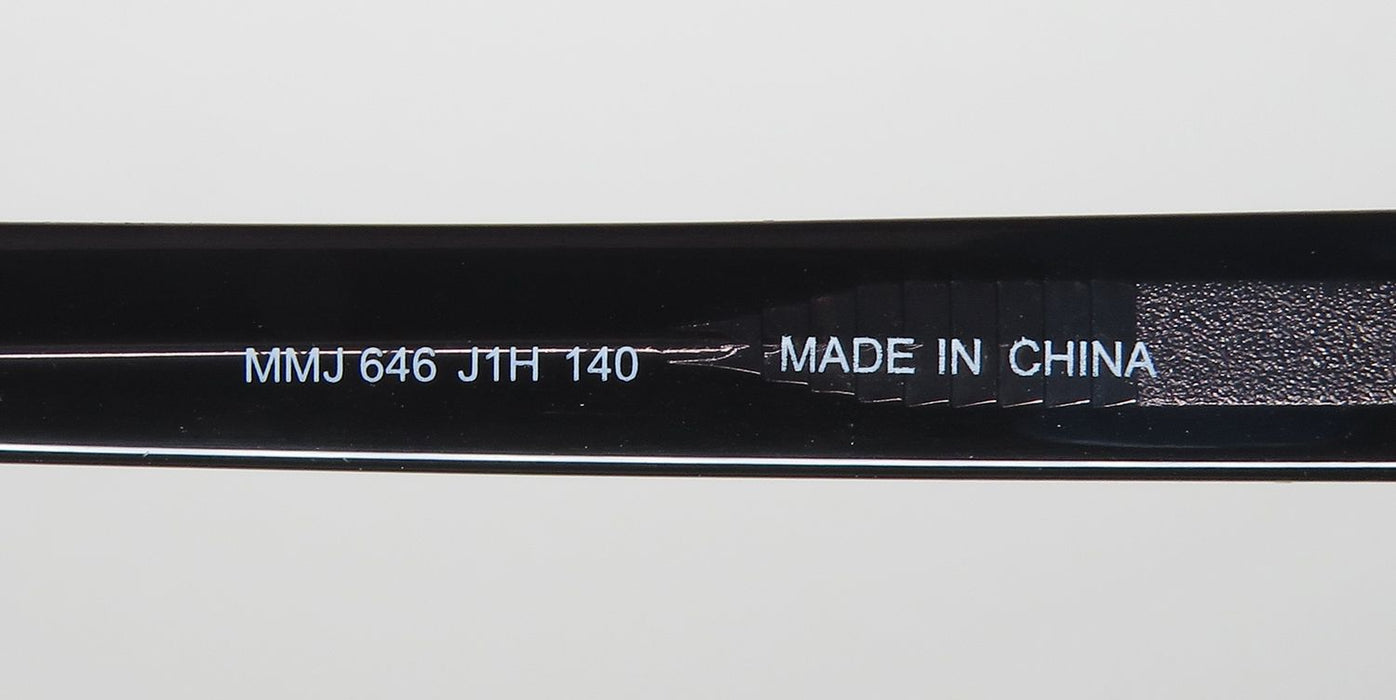 MMJ 646 J1H 140 MADE IN CHINA